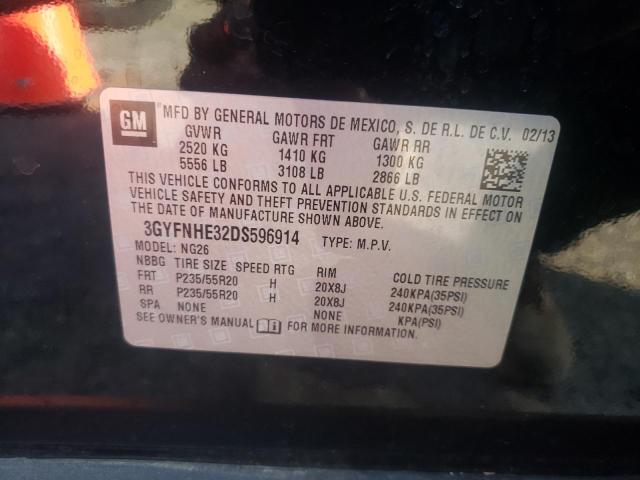 GM
MFD BY GENERAL MOTORS DE MEXICO, S. DE R.L. DE C.V. 02/13
GVWR GAWR FRT GAWR RR
2520 KG 1410 KG 1300 KG
5556 LB 3108 LB 2866 LB
THIS VEHICLE CONFORMS TO ALL APPLICABLE U.S. FEDERAL MOTOR
VEHICLE SAFETY AND THEFT PREVENTION STANDARDS IN EFFECT ON
THE DATE OF MANUFACTURE SHOWN ABOVE.
3GYFNHE32DS596914 TYPE: M.P.V.
MODEL: NG26
NBBG TIRE SIZE SPEED RTG RIM COLD TIRE PRESSURE
FRT P235/55R20 H 20X8J 240KPA(35PSI)
RR P235/55R20 H 20X8J 240KPA(35PSI)
SPA NONE NONE KPA(PSI)
SEE OWNER'S MANUAL FOR MORE INFORMATION.